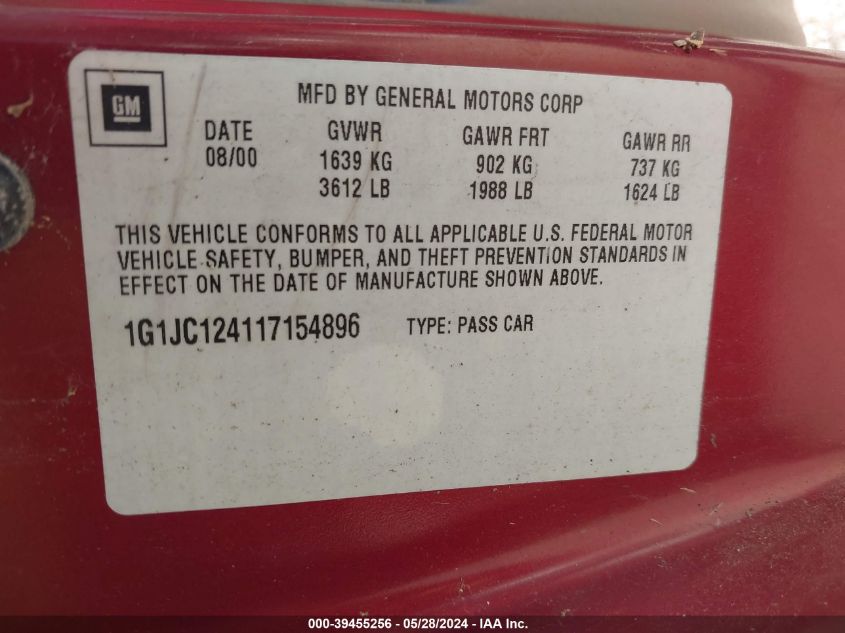 GM
MFD BY GENERAL MOTORS CORP
DATE GVWR GAWR FRT GAWR RR
08/00 1639 KG 902 KG 737 KG
3612 LB 1988 LB 1624 LB
THIS VEHICLE CONFORMS TO ALL APPLICABLE U.S. FEDERAL MOTOR
VEHICLE SAFETY, BUMPER, AND THEFT PREVENTION STANDARDS IN
EFFECT ON THE DATE OF MANUFACTURE SHOWN ABOVE.
1G1JC124117154896 TYPE: PASS CAR
000-39455256 - 05/28/2024 - IAA Inc.